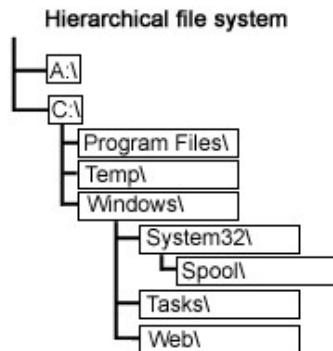 Hierarchical file system
A:\
C:\
Program Files\
Temp\
Windows\
System32\
Spool\
Tasks\
Web\